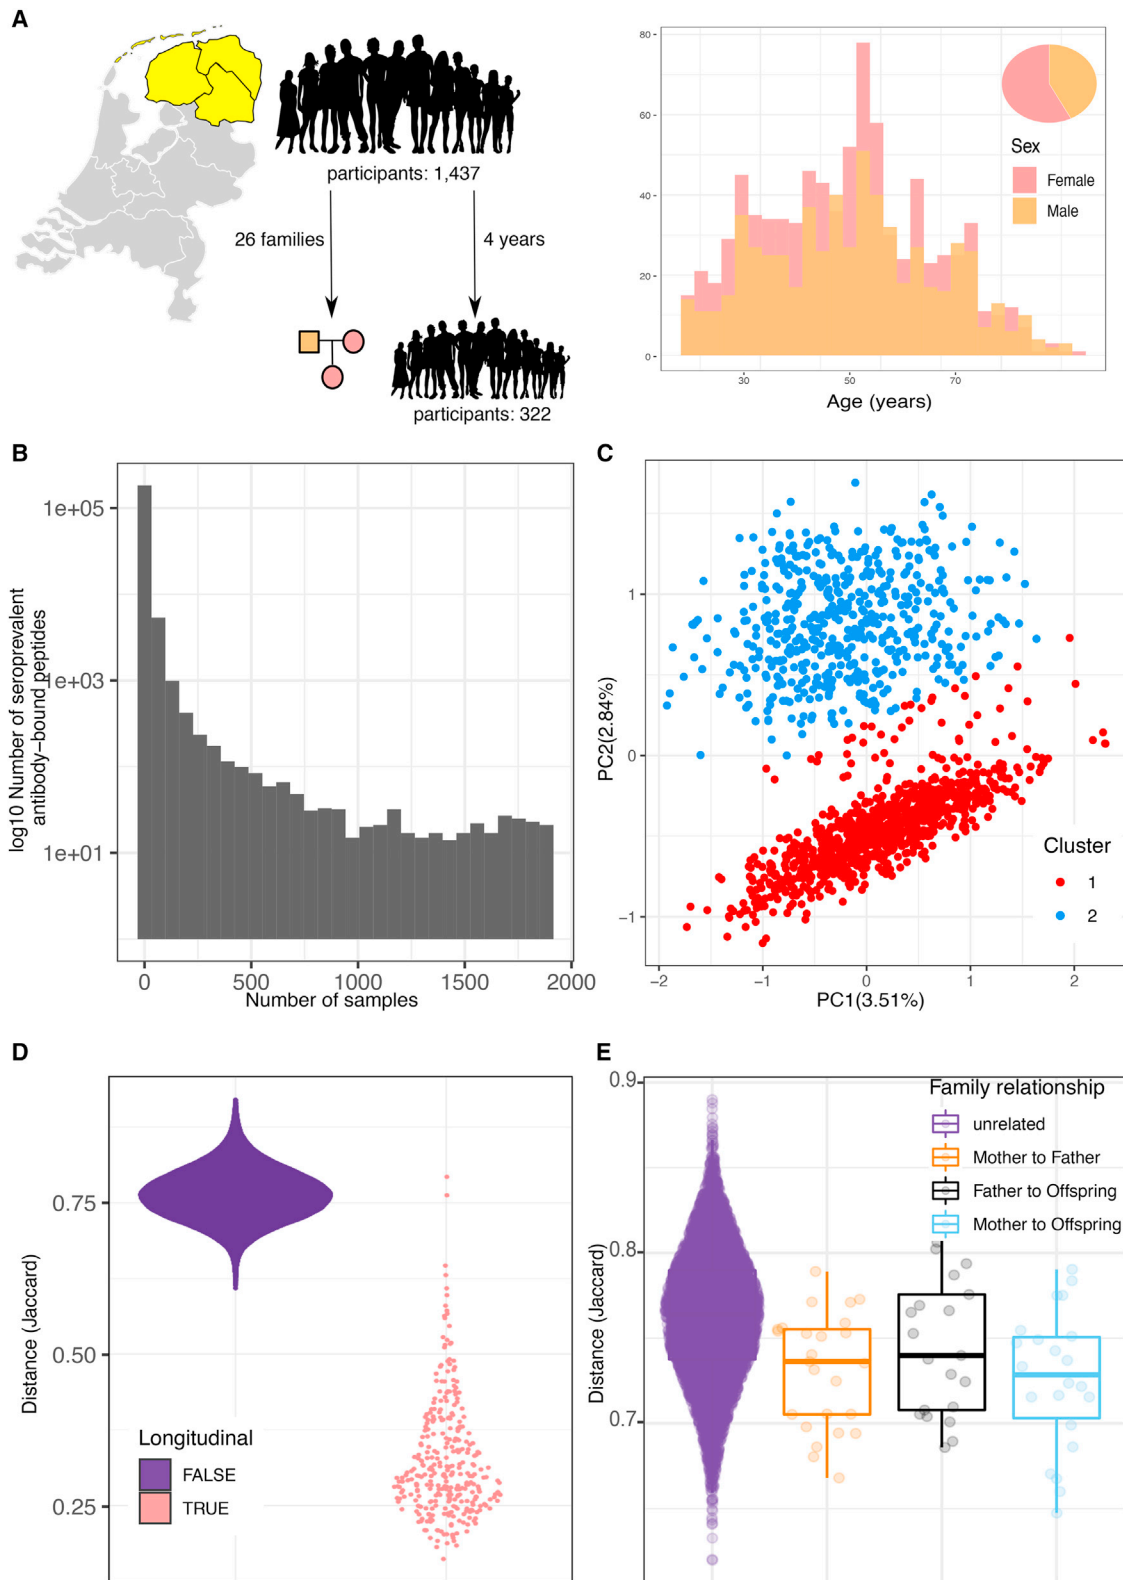 A
participants: 1,437
26 families
4 years
participants: 322
80
60
40
20
0
30
50
70
Age (years)
Sex
Female
Male
B
1e+05
1e+03
1e+01
log10 Number of seroprevalent
antibody−bound peptides
0
500
1000
1500
2000
Number of samples
C
1
0
−1
PC2(2.84%)
−2
−1
0
1
2
PC1(3.51%)
Cluster
1
2
D
0.75
0.50
0.25
Distance (Jaccard)
Longitudinal
FALSE
TRUE
E
0.9
0.8
0.7
Distance (Jaccard)
Family relationship
unrelated
Mother to Father
Father to Offspring
Mother to Offspring